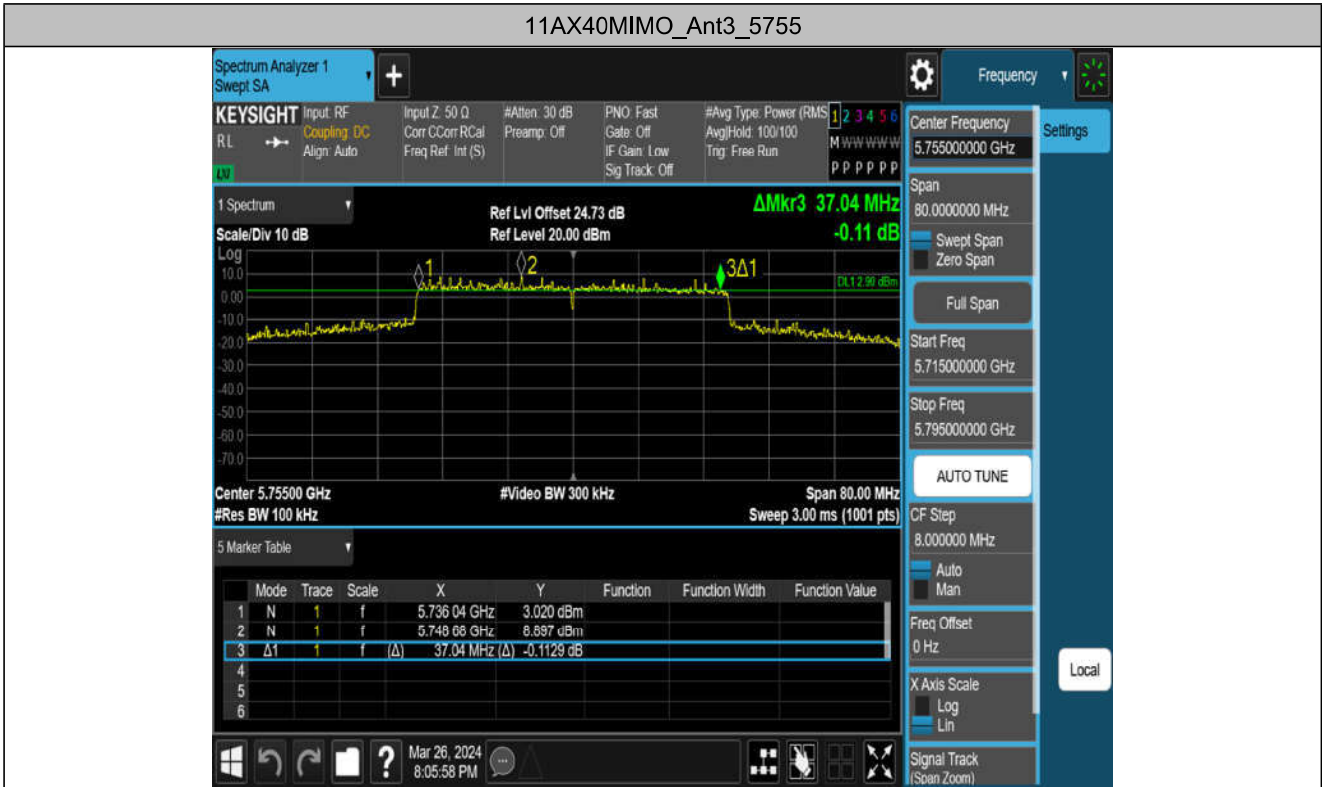 11AX40MIMO_Ant3_5755
Spectrum Analyzer 1
Swept SA
+
Frequency
KEYSIGHT
RL
LXI
Input: RF
Coupling: DC
Align: Auto
Input Z: 50 Ω
Corr CCorr RCal
Freq Ref: Int (S)
#Atten: 30 dB
Preamp: Off
PNO: Fast
Gate: Off
IF Gain: Low
Sig Track: Off
#Avg Type: Power (RMS
Avg|Hold: 100/100
Trig: Free Run
1 2 3 4 5 6
M W W W W W
P P P P P P
1 Spectrum
Scale/Div 10 dB
Ref Lvl Offset 24.73 dB
Ref Level 20.00 dBm
ΔMkr3 37.04 MHz
-0.11 dB
Log
10.0
0.00
-10.0
-20.0
-30.0
-40.0
-50.0
-60.0
-70.0
1
2
3Δ1
DL1 2.90 dBm
Center 5.75500 GHz
#Video BW 300 kHz
Span 80.00 MHz
#Res BW 100 kHz
Sweep 3.00 ms (1001 pts)
5 Marker Table
Mode Trace Scale X Y Function Function Width Function Value
1 N 1 f 5.736 04 GHz 3.020 dBm
2 N 1 f 5.748 68 GHz 8.897 dBm
3 Δ1 1 f (Δ) 37.04 MHz (Δ) -0.1129 dB
4
5
6
Mar 26, 2024
8:05:58 PM
Center Frequency
5.755000000 GHz
Settings
Span
80.0000000 MHz
Swept Span
Zero Span
Full Span
Start Freq
5.715000000 GHz
Stop Freq
5.795000000 GHz
AUTO TUNE
CF Step
8.000000 MHz
Auto
Man
Freq Offset
0 Hz
Local
X Axis Scale
Log
Lin
Signal Track
(Span Zoom)